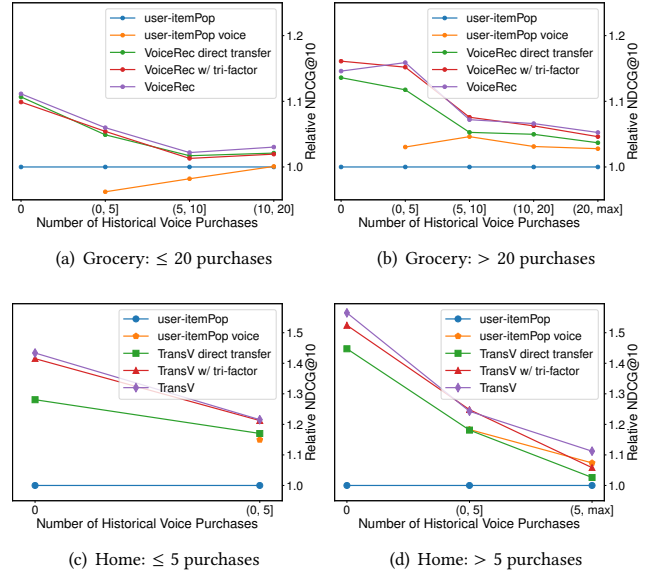 user-itemPop
user-itemPop voice
VoiceRec direct transfer
VoiceRec w/ tri-factor
VoiceRec
1.2
1.1
1.0
Relative NDCG@10
0 (0, 5] (5, 10] (10, 20]
Number of Historical Voice Purchases
(a) Grocery: ≤ 20 purchases
user-itemPop
user-itemPop voice
VoiceRec direct transfer
VoiceRec w/ tri-factor
VoiceRec
1.2
1.1
1.0
Relative NDCG@10
0 (0, 5] (5, 10] (10, 20] (20, max]
Number of Historical Voice Purchases
(b) Grocery: > 20 purchases
user-itemPop
user-itemPop voice
TransV direct transfer
TransV w/ tri-factor
TransV
1.5
1.4
1.3
1.2
1.1
1.0
Relative NDCG@10
0 (0, 5]
Number of Historical Voice Purchases
(c) Home: ≤ 5 purchases
user-itemPop
user-itemPop voice
TransV direct transfer
TransV w/ tri-factor
TransV
1.5
1.4
1.3
1.2
1.1
1.0
Relative NDCG@10
0 (0, 5] (5, max]
Number of Historical Voice Purchases
(d) Home: > 5 purchases